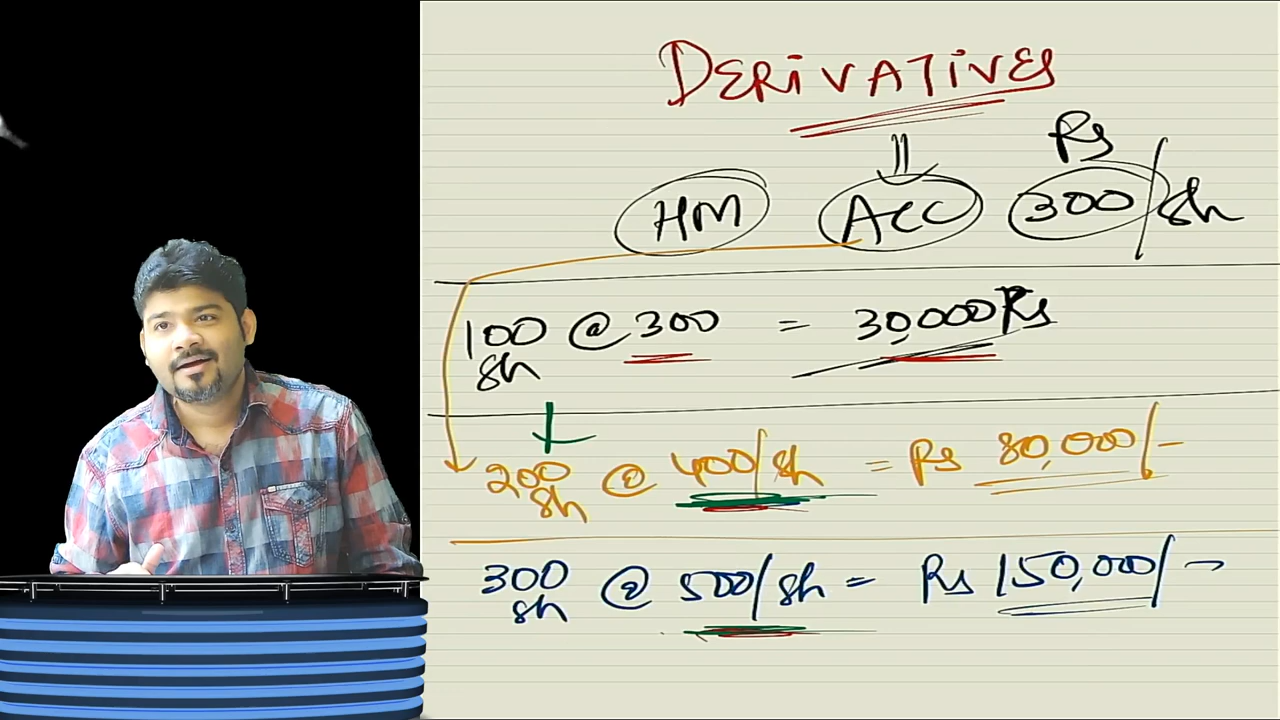 DERIVATIVES
HM ACC Rs 300/sh
100 sh @ 300 = 30,000 Rs
200 sh @ 400/sh = Rs 80,000/-
300 sh @ 500/sh = Rs 150,000/-